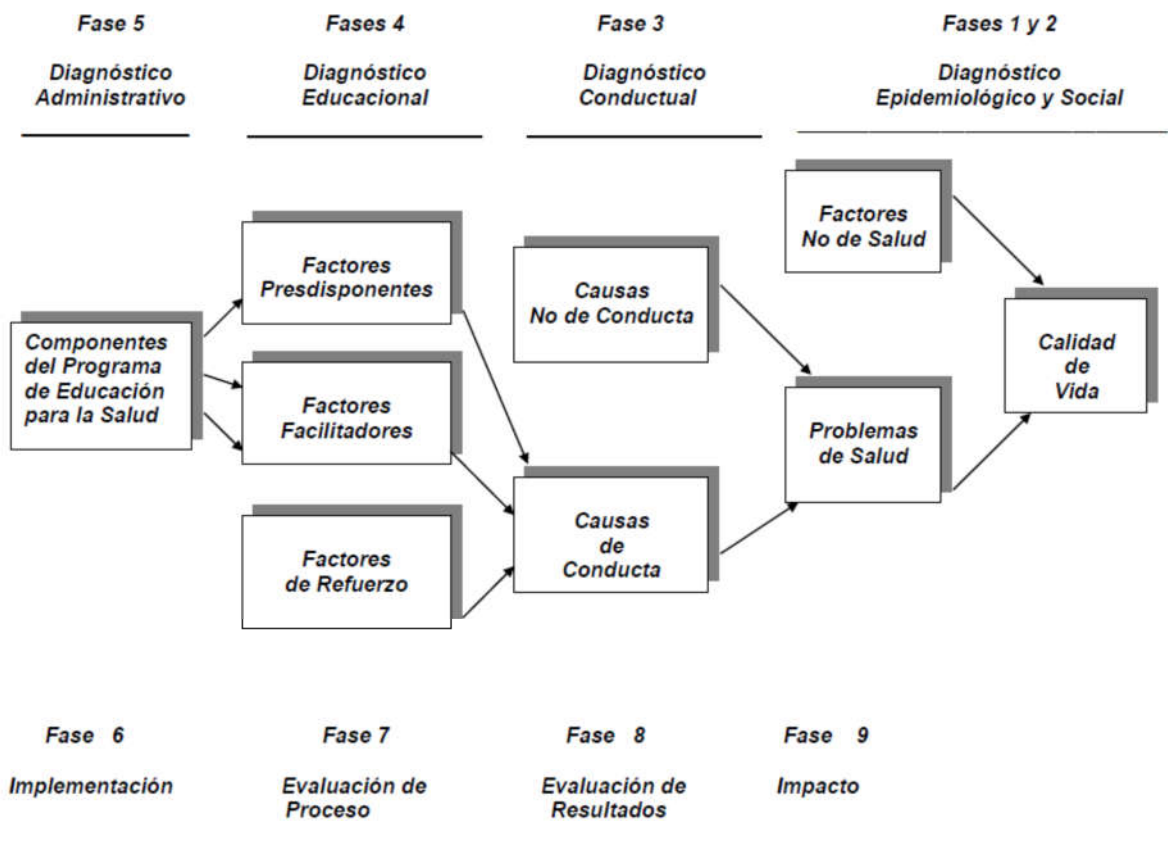 Fase 5
Fases 4
Fase 3
Fases 1 y 2
Diagnóstico
Administrativo
Diagnóstico
Educacional
Diagnóstico
Conductual
Diagnóstico
Epidemiológico y Social
Factores
No de Salud
Factores
Presdisponentes
Causas
No de Conducta
Calidad
de
Vida
Componentes
del Programa
de Educación
para la Salud
Factores
Facilitadores
Problemas
de Salud
Factores
de Refuerzo
Causas
de
Conducta
Fase 6
Fase 7
Fase 8
Fase 9
Implementación
Evaluación de
Proceso
Evaluación de
Resultados
Impacto